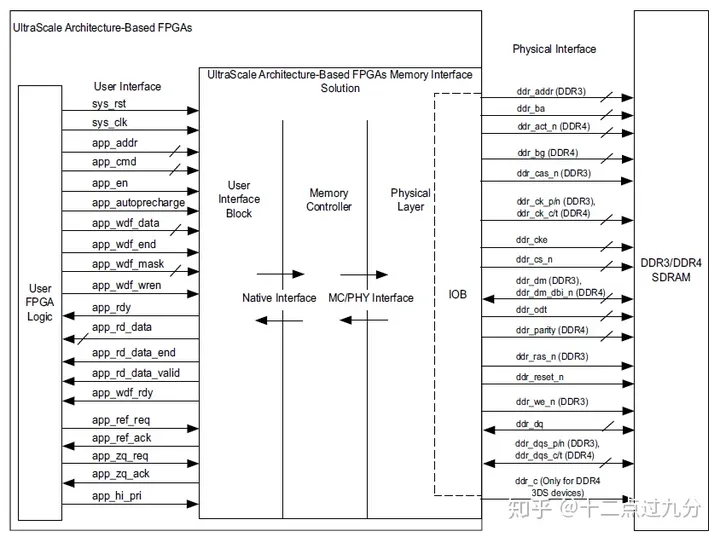 UltraScale Architecture-Based FPGAs
User Interface
sys_rst
sys_clk
app_addr
app_cmd
app_en
app_autoprecharge
app_wdf_data
app_wdf_end
app_wdf_mask
app_wdf_wren
app_rdy
app_rd_data
app_rd_data_end
app_rd_data_valid
app_wdf_rdy
app_ref_req
app_ref_ack
app_zq_req
app_zq_ack
app_hi_pri
User
FPGA
Logic
UltraScale Architecture-Based FPGAs Memory Interface
Solution
User
Interface
Block
Memory
Controller
Physical
Layer
Native Interface
MC/PHY Interface
IOB
Physical Interface
ddr_addr (DDR3)
ddr_ba
ddr_act_n (DDR4)
ddr_bg (DDR4)
ddr_cas_n (DDR3)
ddr_ck_p/n (DDR3),
ddr_ck_c/t (DDR4)
ddr_cke
ddr_cs_n
ddr_dm (DDR3),
ddr_dm_dbi_n (DDR4)
ddr_odt
ddr_parity (DDR4)
ddr_ras_n (DDR3)
ddr_reset_n
ddr_we_n (DDR3)
ddr_dq
ddr_dqs_p/n (DDR3),
ddr_dqs_c/t (DDR4)
ddr_c (Only for DDR4
3DS devices)
DDR3/DDR4
SDRAM
知乎 @十二点过九分